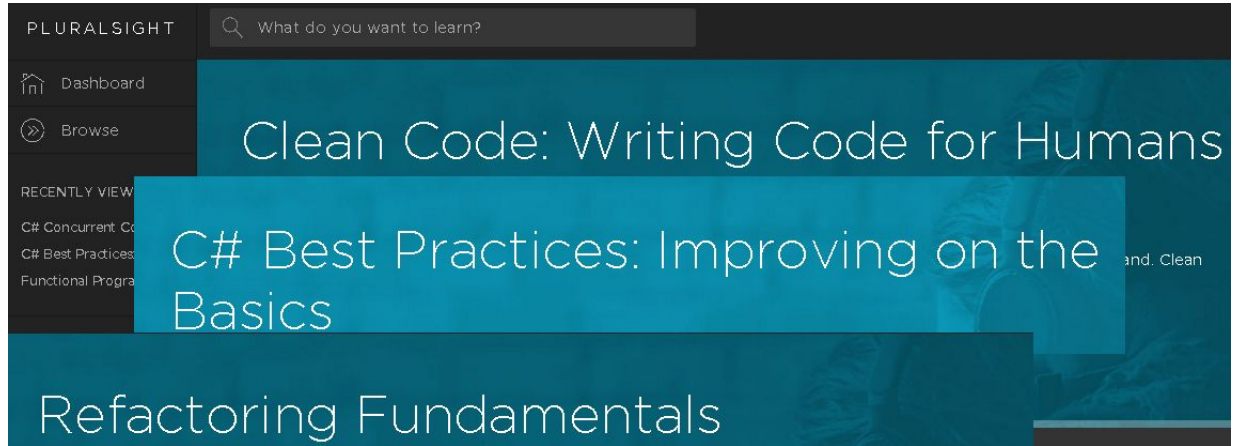 PLURALSIGHT
What do you want to learn?
Dashboard
Browse
Clean Code: Writing Code for Humans
RECENTLY VIEW
C# Concurrent Co
C# Best Practices:
Functional Progra
C# Best Practices: Improving on the
Basics
and. Clean
Refactoring Fundamentals